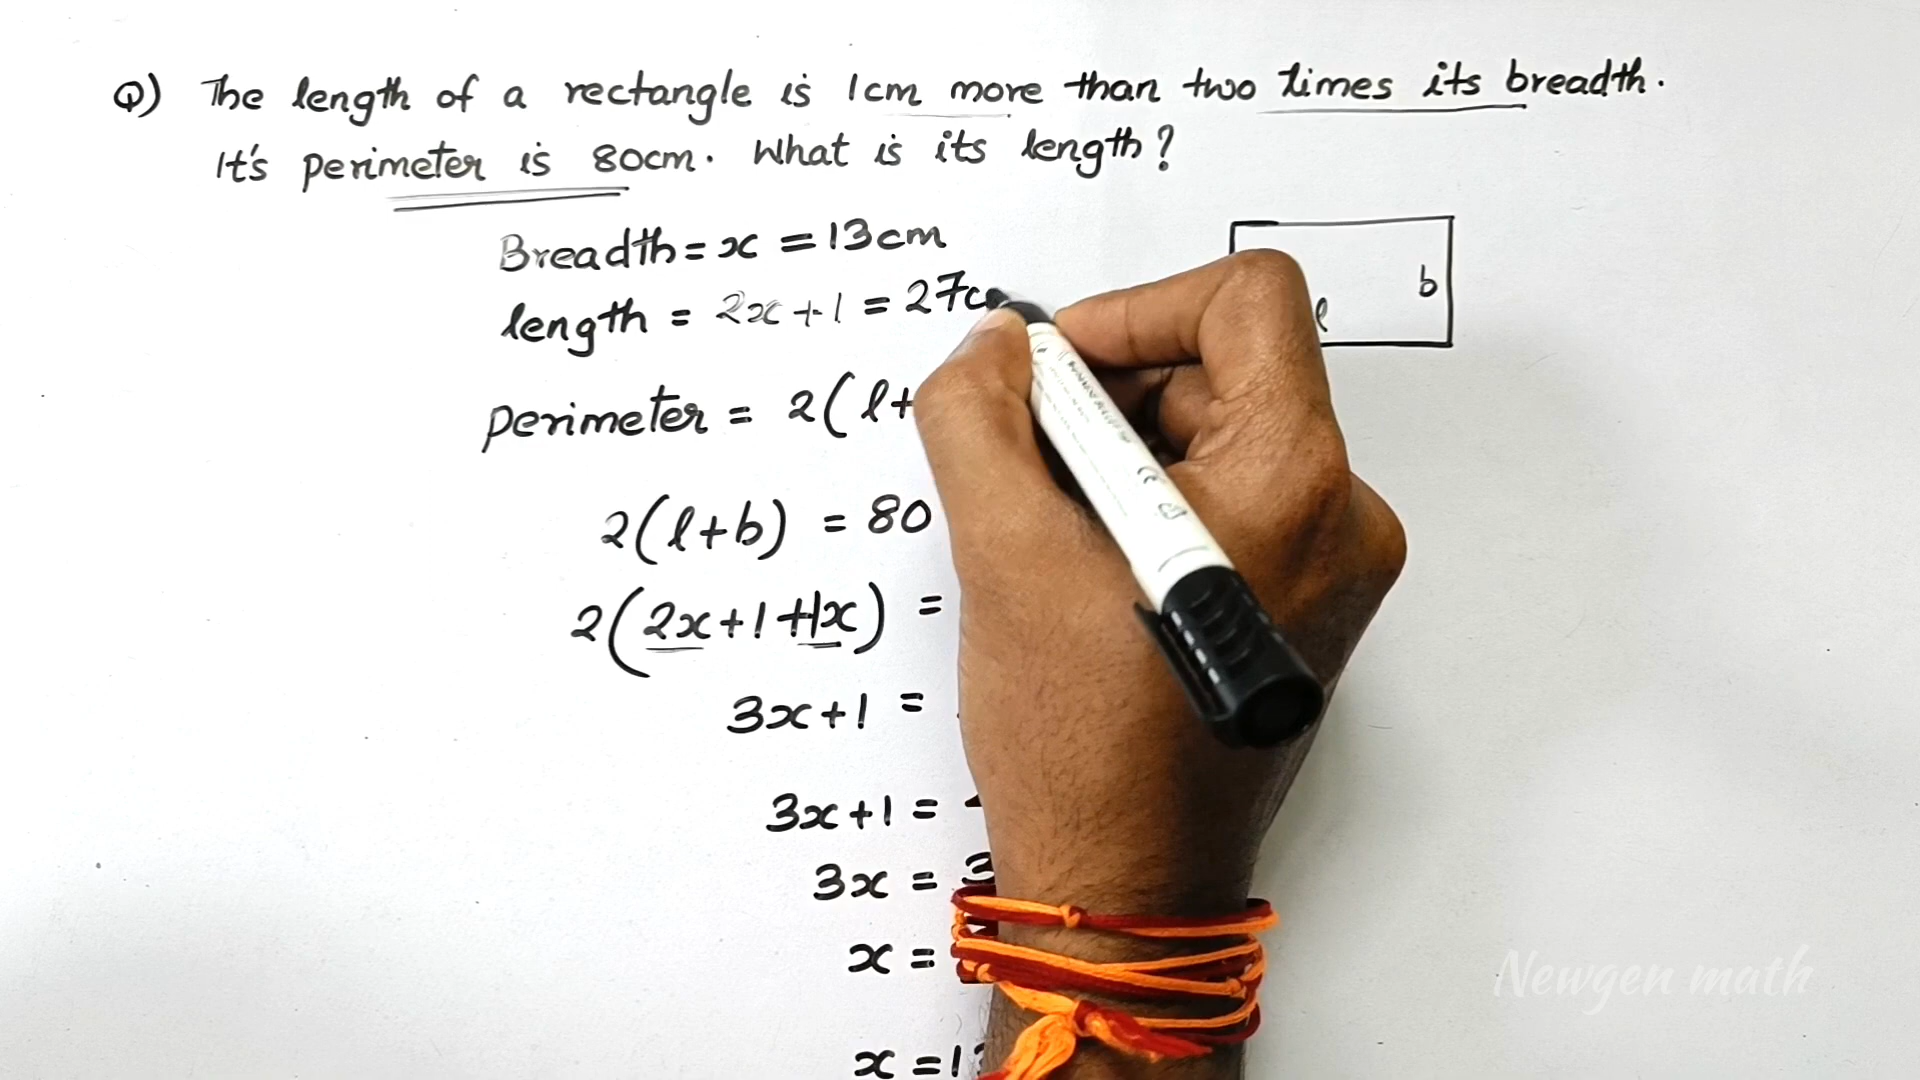 Q) The length of a rectangle is 1cm more than two times its breadth.
It's perimeter is 80cm. What is its length?
Breadth = x = 13cm
length = 2x+1 = 27c
b
l
perimeter = 2(l+
2(l+b) = 80
2(2x+1+1x) =
3x+1 =
3x+1 =
3x = 3
x =
x = 13
Newgen math